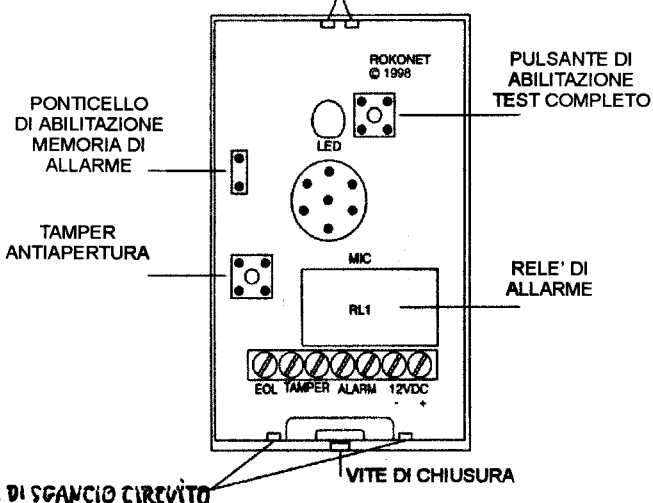 ROKONET
© 1998
PULSANTE DI
ABILITAZIONE
TEST COMPLETO
PONTICELLO
DI ABILITAZIONE
MEMORIA DI
ALLARME
LED
TAMPER
ANTIAPERTURA
MIC
RELE' DI
ALLARME
RL1
EOL TAMPER ALARM 12VDC
- +
VITE DI CHIUSURA
DI SGANCIO CIRCUITO